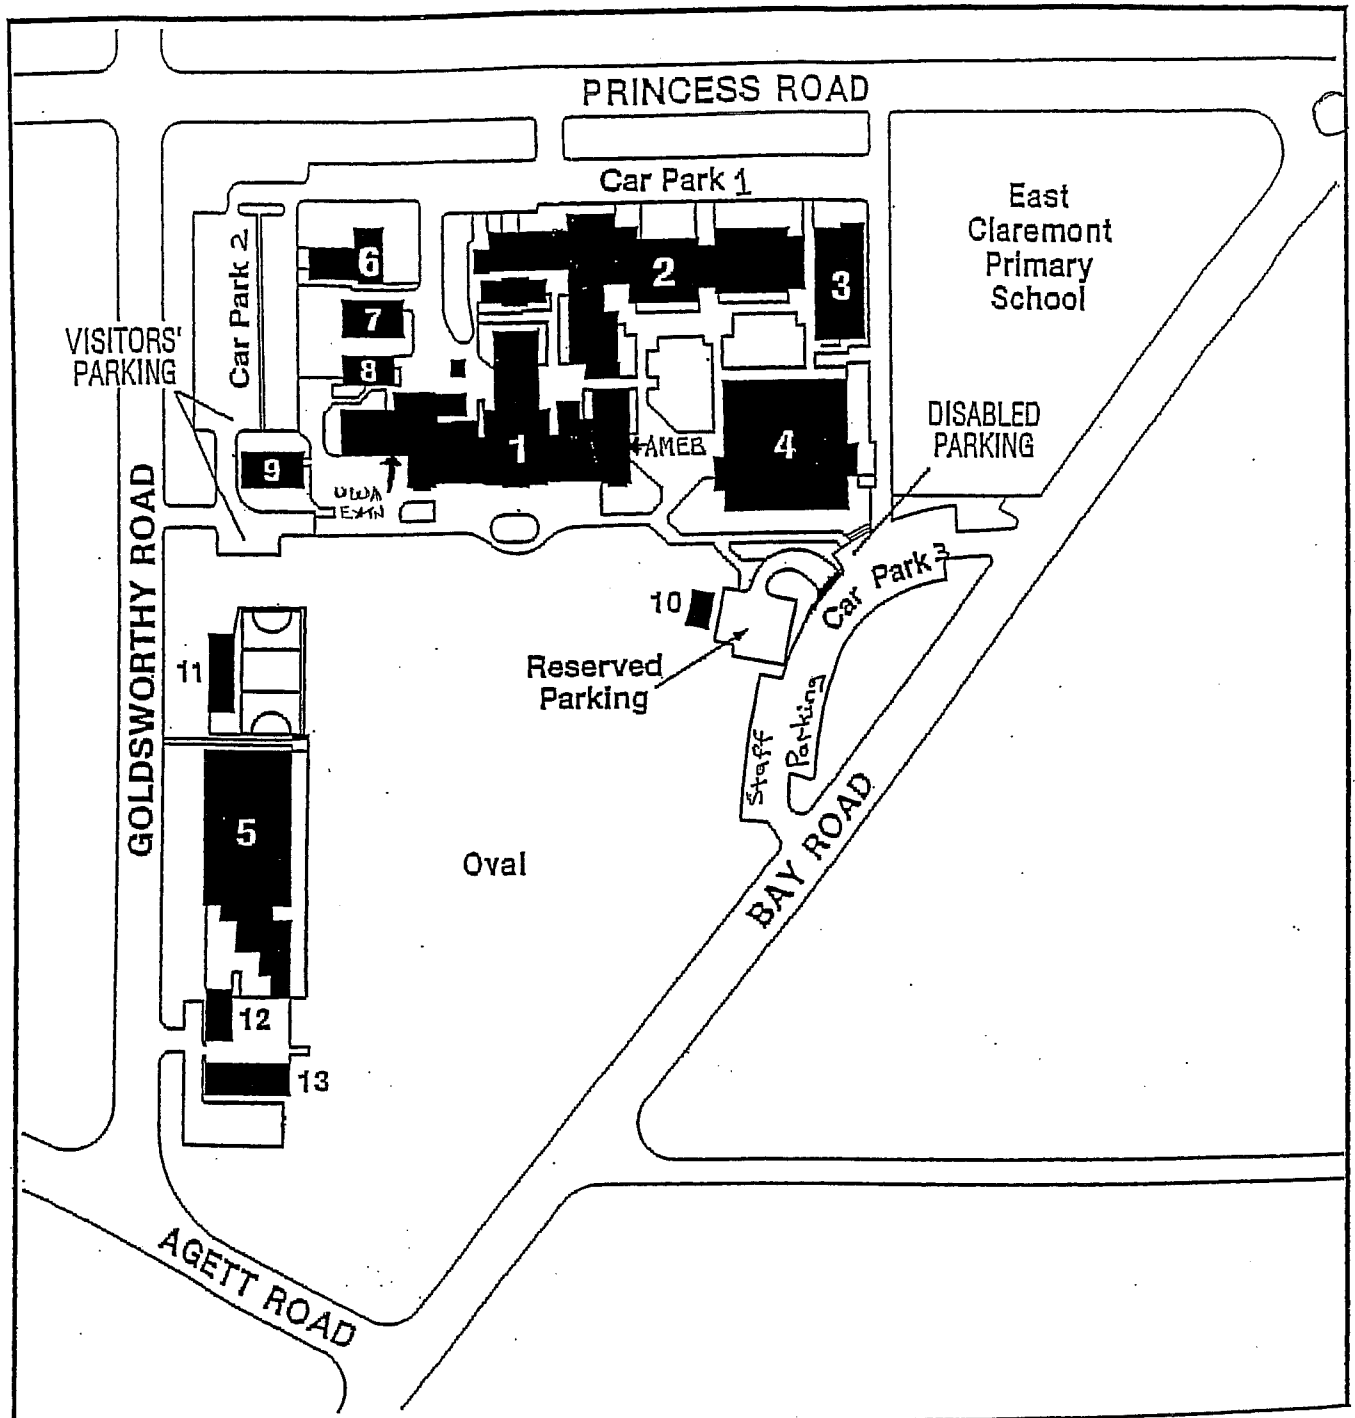 PRINCESS ROAD
Car Park 1
East
Claremont
Primary
School
Car Park 2
6
2
3
7
VISITORS'
PARKING
8
DISABLED
PARKING
1
AMEB
4
9
UWA
EXTN
GOLDSWORTHY ROAD
Car Park 3
10
11
Reserved
Parking
Staff
Parking
5
Oval
BAY ROAD
12
13
AGETT ROAD